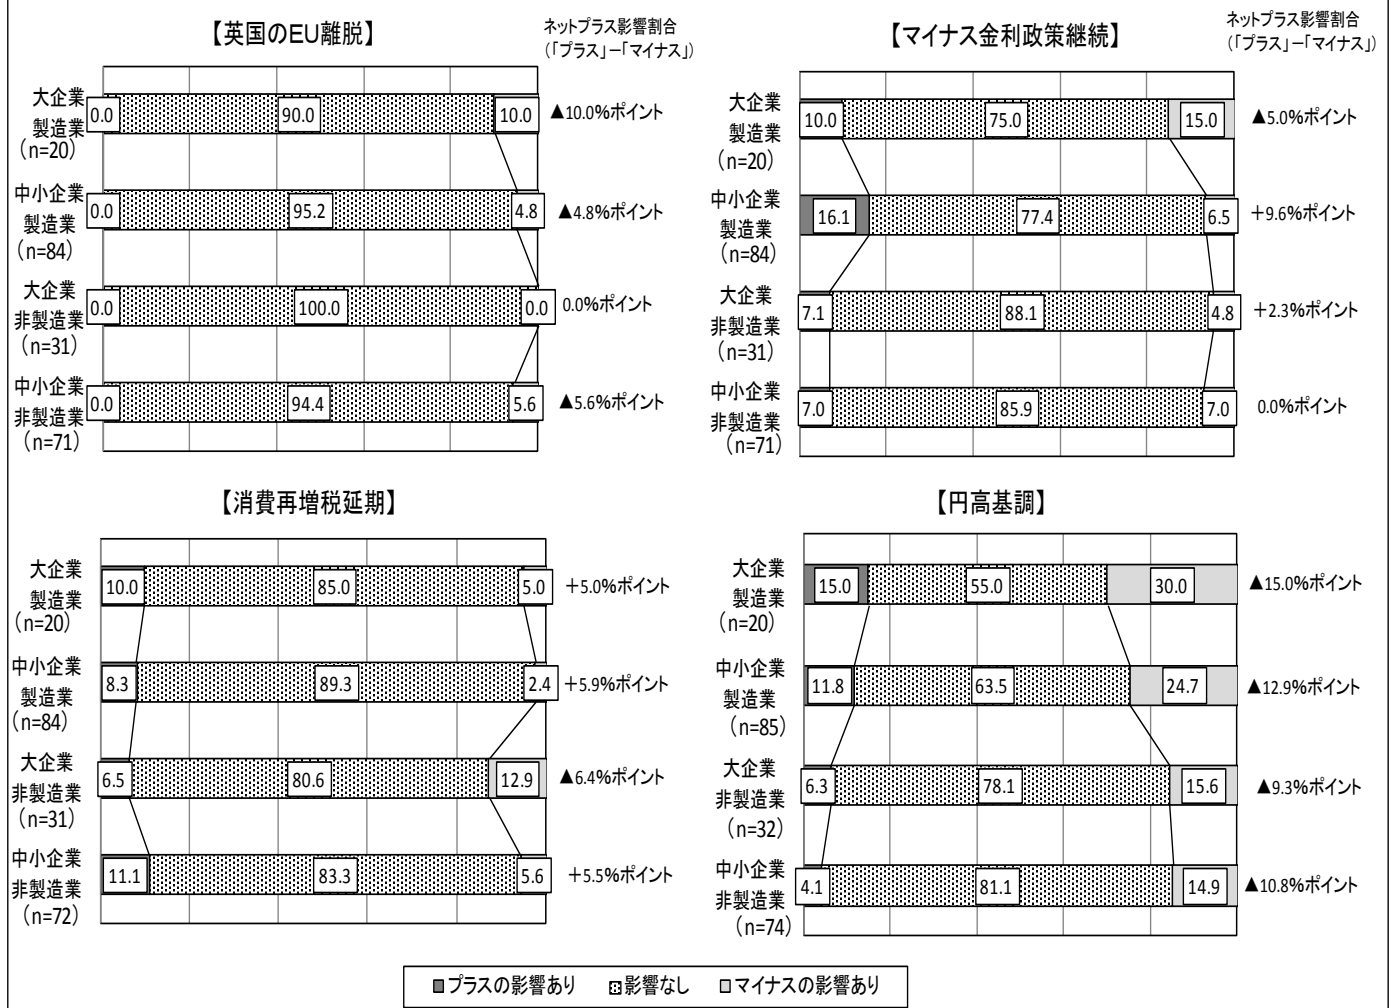 【英国のEU離脱】
ネットプラス影響割合
(「プラス」－「マイナス」)
大企業
製造業
(n=20)
0.0
90.0
10.0
▲10.0%ポイント
中小企業
製造業
(n=84)
0.0
95.2
4.8
▲4.8%ポイント
大企業
非製造業
(n=31)
0.0
100.0
0.0
0.0%ポイント
中小企業
非製造業
(n=71)
0.0
94.4
5.6
▲5.6%ポイント
【マイナス金利政策継続】
ネットプラス影響割合
(「プラス」－「マイナス」)
大企業
製造業
(n=20)
10.0
75.0
15.0
▲5.0%ポイント
中小企業
製造業
(n=84)
16.1
77.4
6.5
＋9.6%ポイント
大企業
非製造業
(n=31)
7.1
88.1
4.8
＋2.3%ポイント
中小企業
非製造業
(n=71)
7.0
85.9
7.0
0.0%ポイント
【消費再増税延期】
大企業
製造業
(n=20)
10.0
85.0
5.0
＋5.0%ポイント
中小企業
製造業
(n=84)
8.3
89.3
2.4
＋5.9%ポイント
大企業
非製造業
(n=31)
6.5
80.6
12.9
▲6.4%ポイント
中小企業
非製造業
(n=72)
11.1
83.3
5.6
＋5.5%ポイント
【円高基調】
大企業
製造業
(n=20)
15.0
55.0
30.0
▲15.0%ポイント
中小企業
製造業
(n=85)
11.8
63.5
24.7
▲12.9%ポイント
大企業
非製造業
(n=32)
6.3
78.1
15.6
▲9.3%ポイント
中小企業
非製造業
(n=74)
4.1
81.1
14.9
▲10.8%ポイント
プラスの影響あり 影響なし マイナスの影響あり